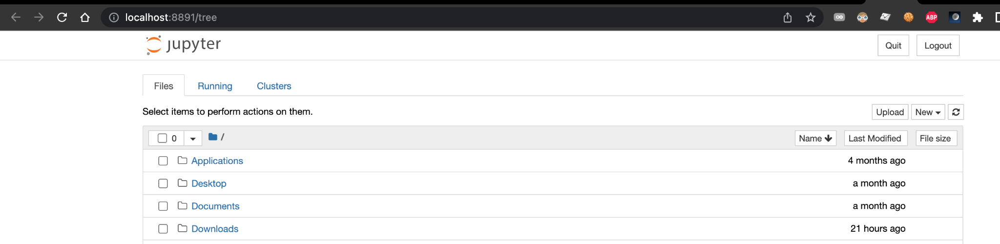 localhost:8891/tree
ABP
jupyter
Quit Logout
Files Running Clusters
Select items to perform actions on them.
Upload New
0 / Name Last Modified File size
Applications 4 months ago
Desktop a month ago
Documents a month ago
Downloads 21 hours ago